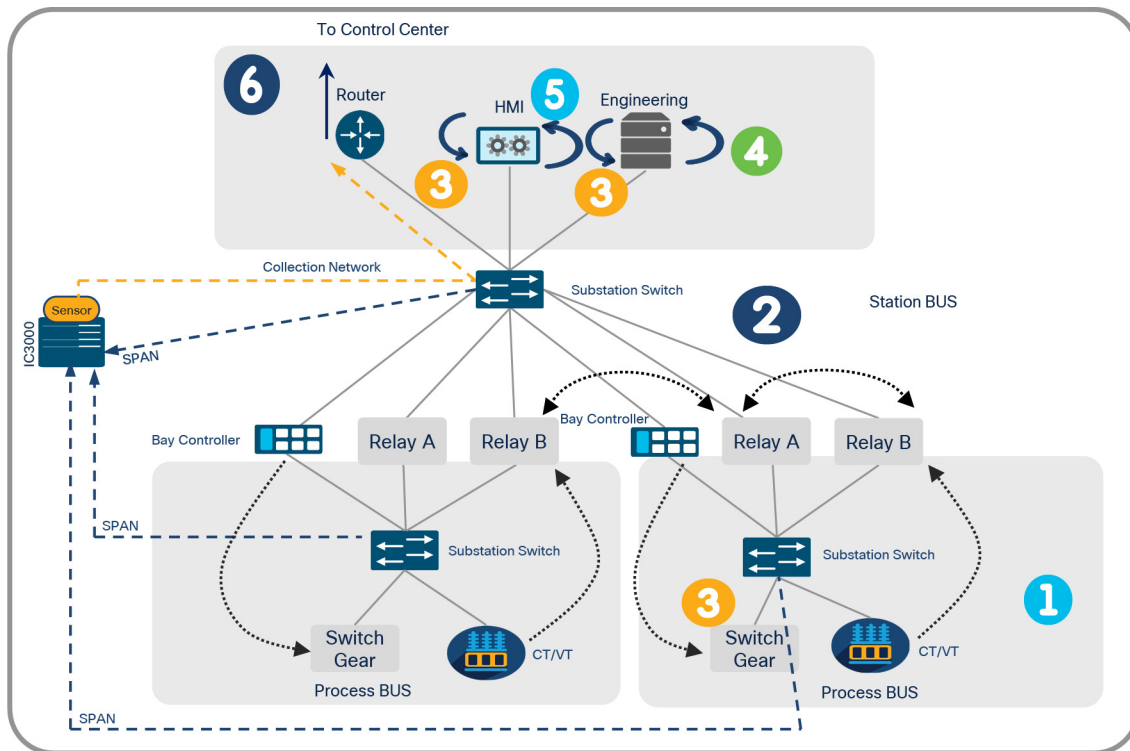 To Control Center
6
Router
HMI
5
Engineering
3
3
4
Collection Network
Sensor
IC3000
SPAN
Substation Switch
2
Station BUS
Bay Controller
Relay A
Relay B
Bay Controller
Relay A
Relay B
SPAN
Substation Switch
Substation Switch
3
1
Switch
Gear
CT/VT
Switch
Gear
CT/VT
Process BUS
Process BUS
SPAN